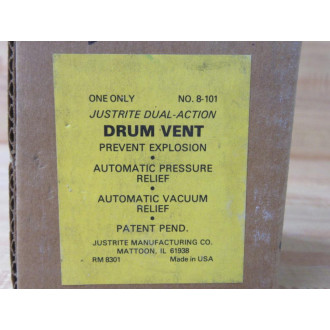 ONE ONLY NO. 8-101
JUSTRITE DUAL-ACTION
DRUM VENT
PREVENT EXPLOSION
•
AUTOMATIC PRESSURE
RELIEF
•
AUTOMATIC VACUUM
RELIEF
•
PATENT PEND.
JUSTRITE MANUFACTURING CO.
MATTOON, IL 61938
RM 8301 Made in USA